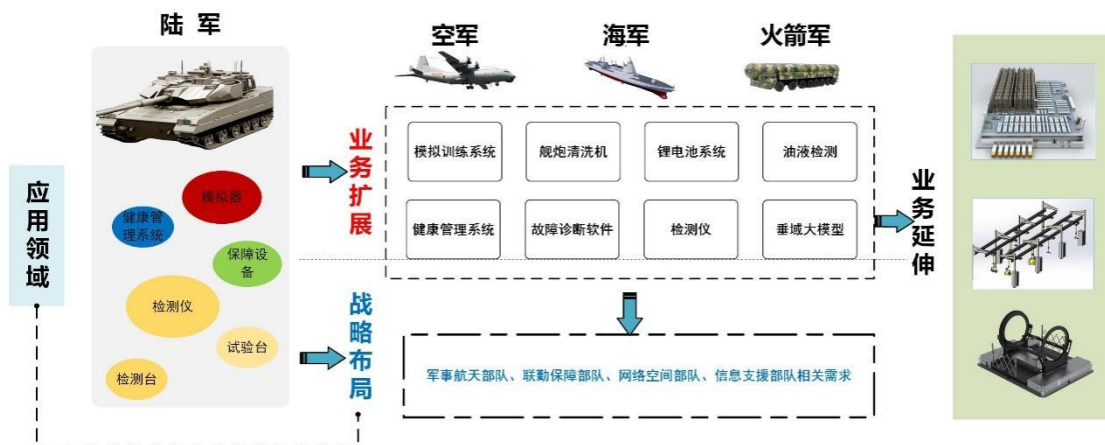 陆 军
空军
海军
火箭军
应用领域
模拟器
健康管
理系统
保障设
备
检测仪
试验台
检测台
业务扩展
模拟训练系统
舰炮清洗机
锂电池系统
油液检测
健康管理系统
故障诊断软件
检测仪
垂域大模型
战略布局
军事航天部队、联勤保障部队、网络空间部队、信息支援部队相关需求
业务延伸